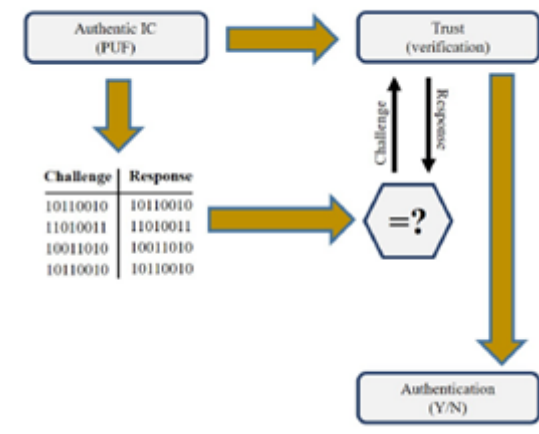 Authentic IC
(PUF)
Trust
(verification)
Challenge
Response
Challenge Response
10110010 10110010
11010011 11010011
10011010 10011010
10110010 10110010
=?
Authentication
(Y/N)